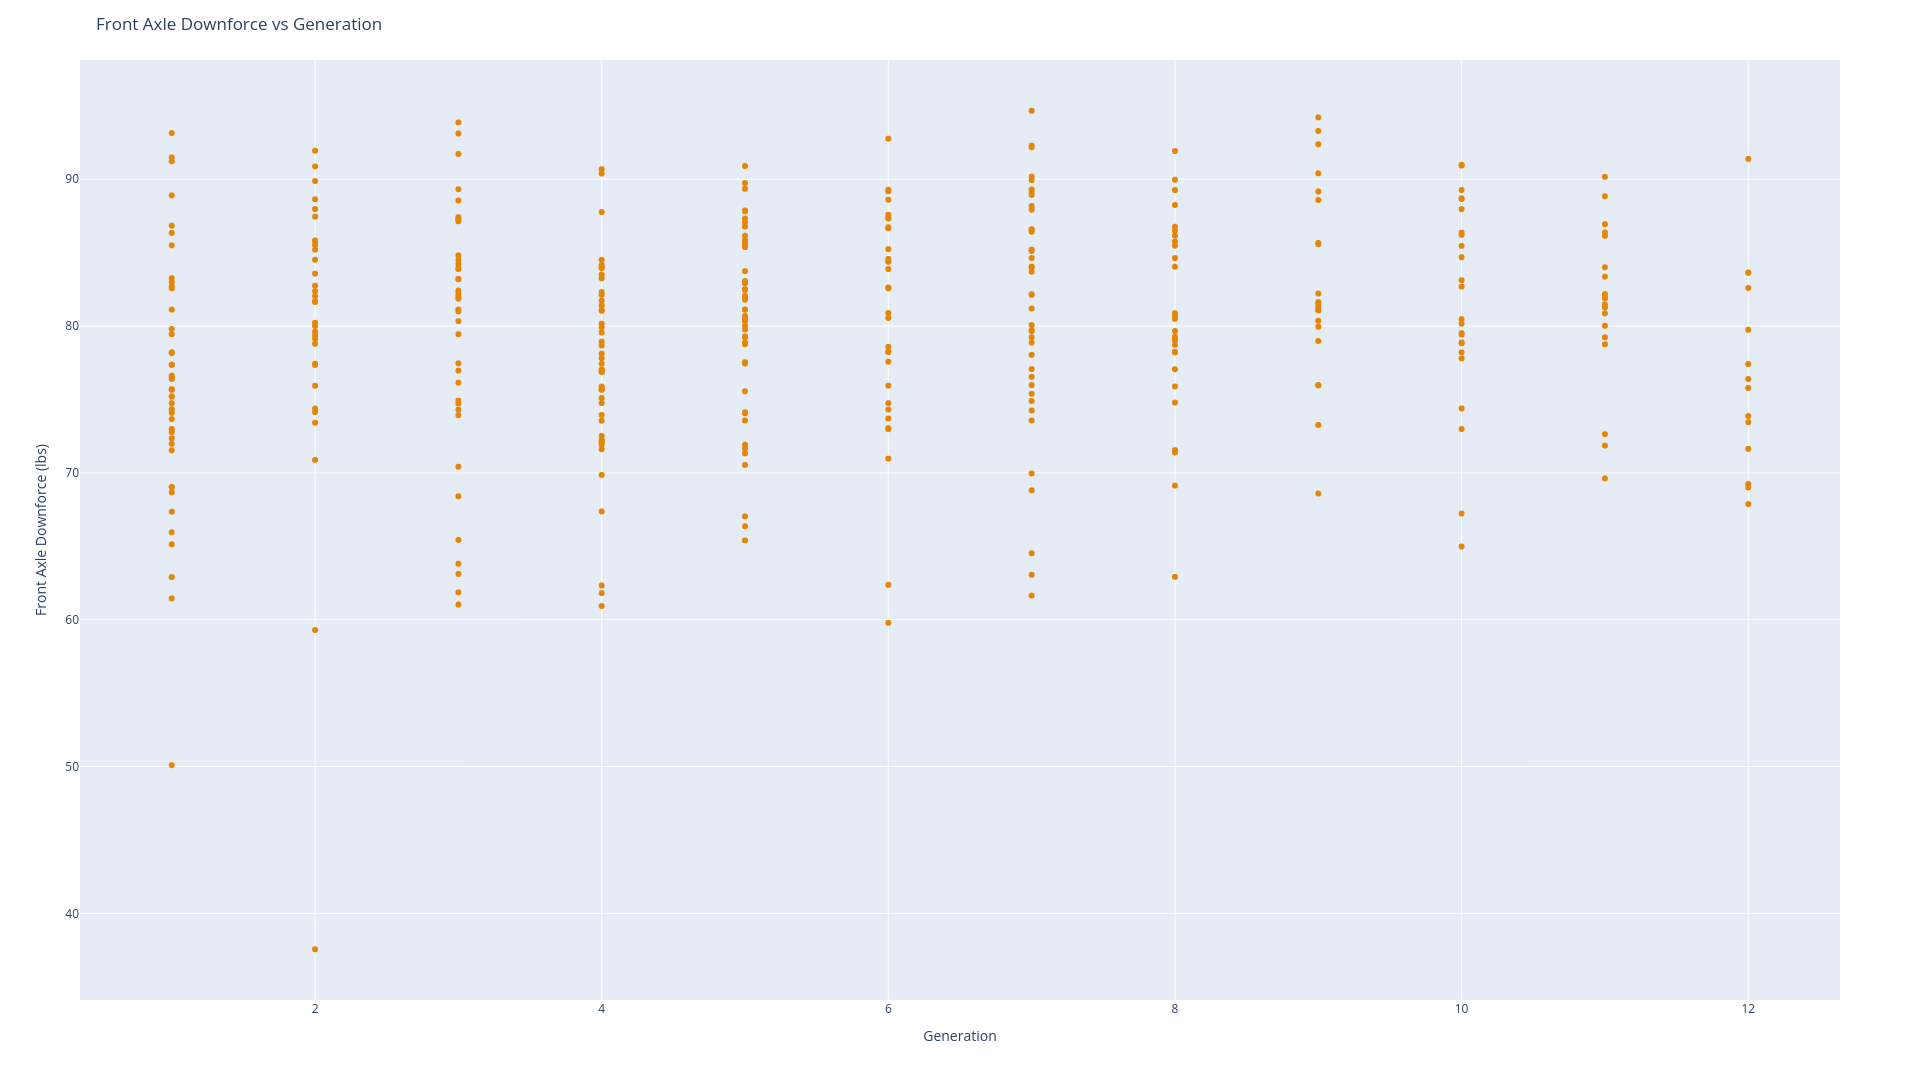 Front Axle Downforce vs Generation
Front Axle Downforce (lbs)
90
80
70
60
50
40
2 4 6 8 10 12
Generation